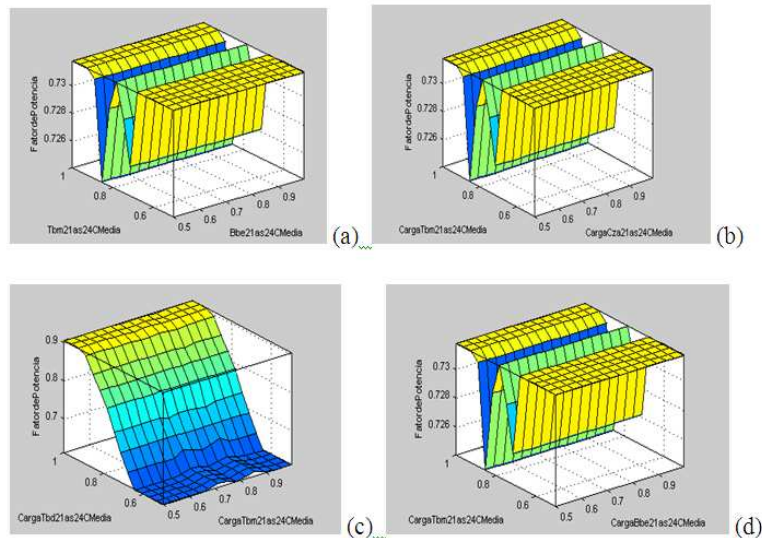 FatordePotencia
0.73
0.728
0.726
1
0.8
0.6
0.5
0.6
0.7
0.8
0.9
Tbm21as24CMedia
Bbe21as24CMedia
(a)
FatordePotencia
0.73
0.728
0.726
1
0.8
0.6
0.5
0.6
0.7
0.8
0.9
CargaTbm21as24CMedia
CargaCza21as24CMedia
(b)
FatordePotencia
0.9
0.8
0.7
1
0.8
0.6
0.5
0.6
0.7
0.8
0.9
CargaTbd21as24CMedia
CargaTbm21as24CMedia
(c)
FatordePotencia
0.73
0.728
0.726
1
0.8
0.6
0.5
0.6
0.7
0.8
0.9
CargaTbm21as24CMedia
CargaBbe21as24CMedia
(d)